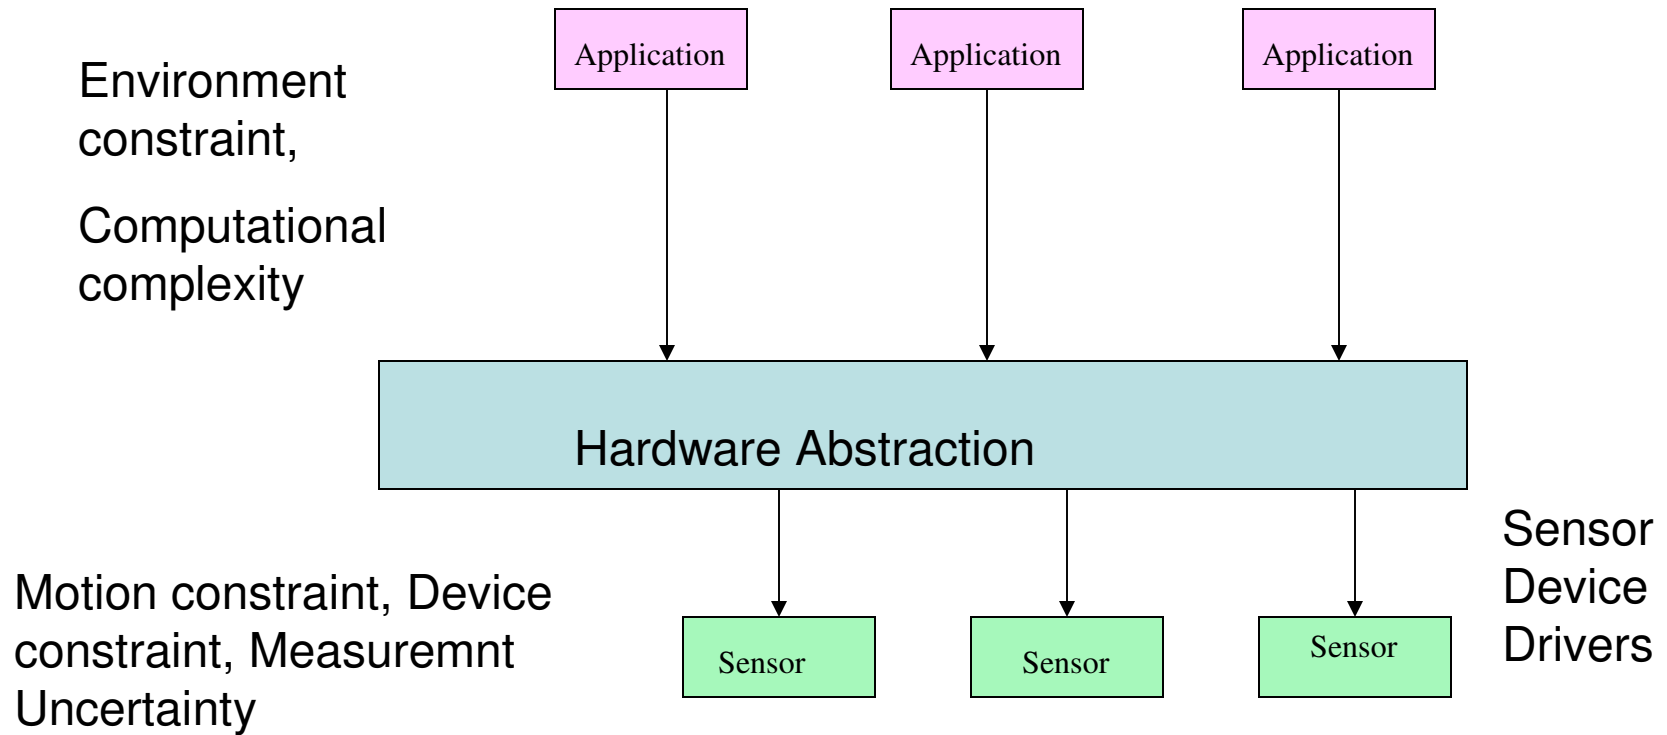 Application
Application
Application
Environment
constraint,
Computational
complexity
Hardware Abstraction
Sensor
Device
Drivers
Motion constraint, Device
constraint, Measuremnt
Uncertainty
Sensor
Sensor
Sensor